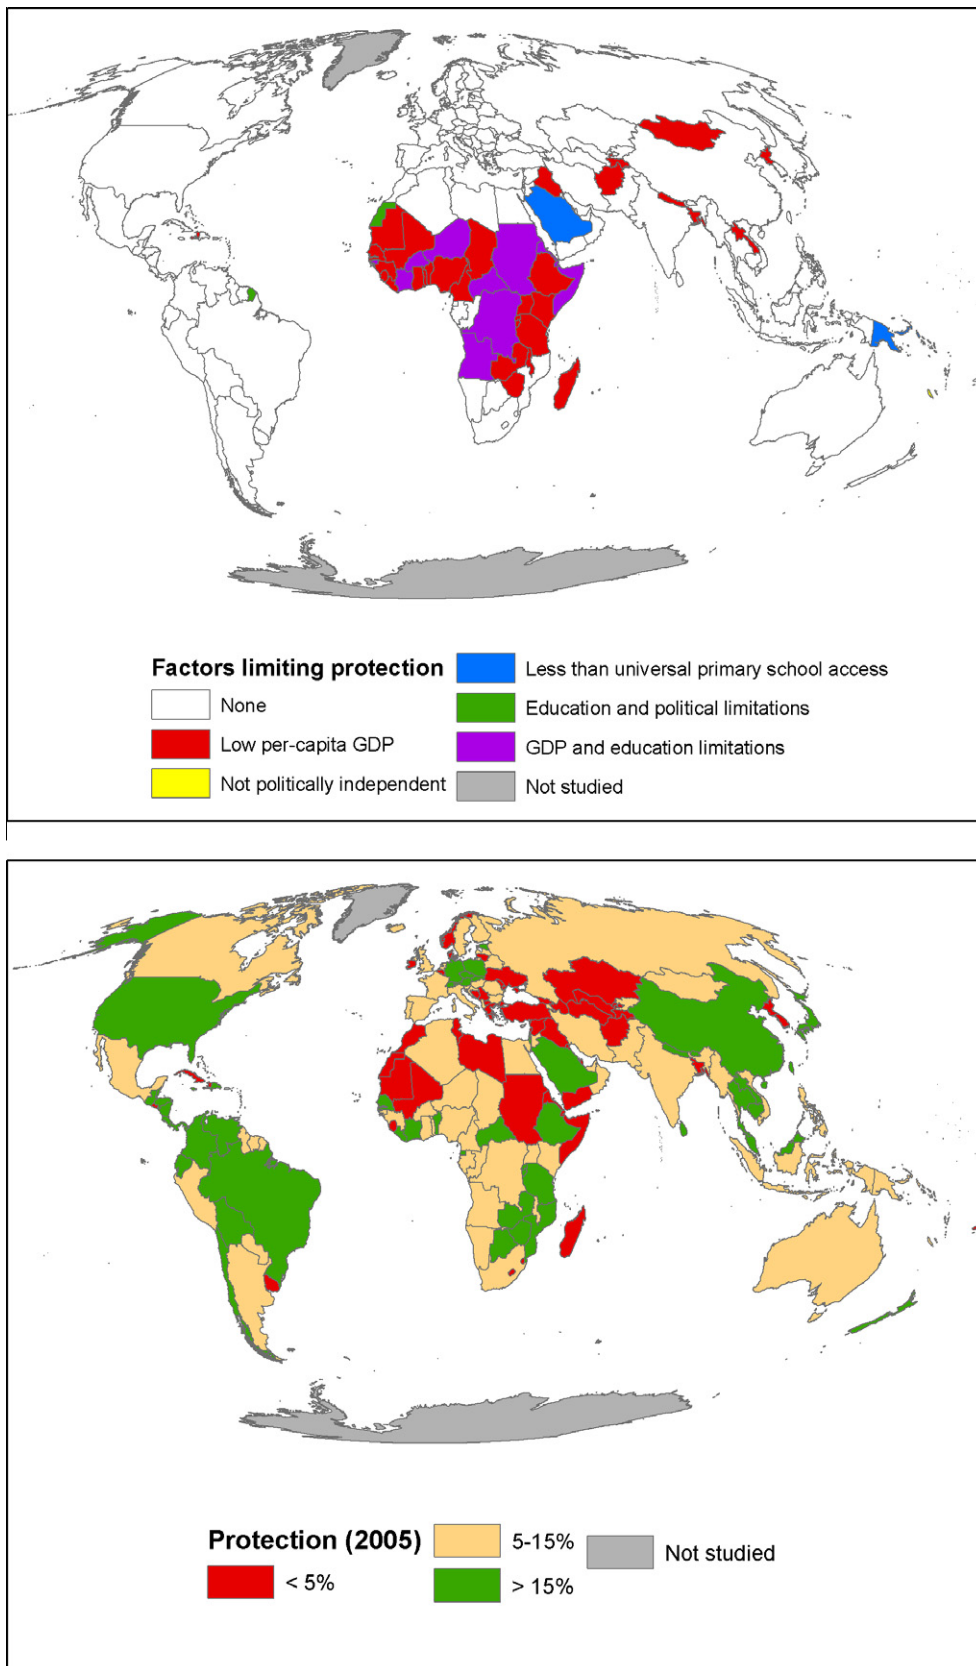 Factors limiting protection
None
Low per-capita GDP
Not politically independent
Less than universal primary school access
Education and political limitations
GDP and education limitations
Not studied
Protection (2005)
< 5%
5-15%
> 15%
Not studied